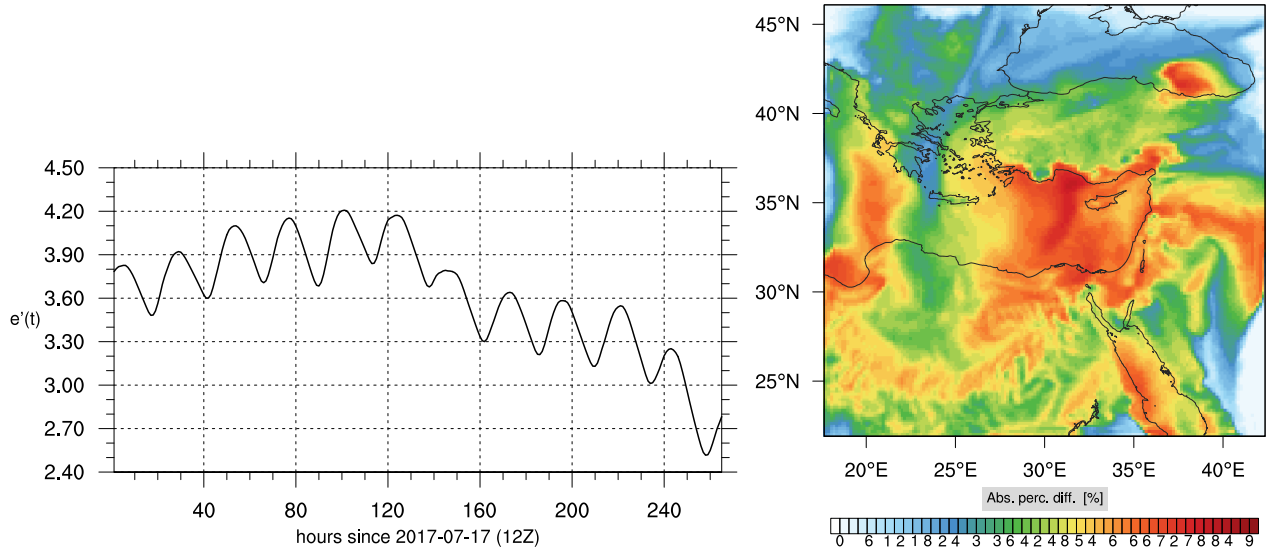 4.50
4.20
3.90
3.60
3.30
3.00
2.70
2.40
e'(t)
40 80 120 160 200 240
hours since 2017-07-17 (12Z)
45°N
40°N
35°N
30°N
25°N
20°E 25°E 30°E 35°E 40°E
Abs. perc. diff. [%]
0 6 12 18 24 3 36 42 48 54 6 66 72 78 84 9